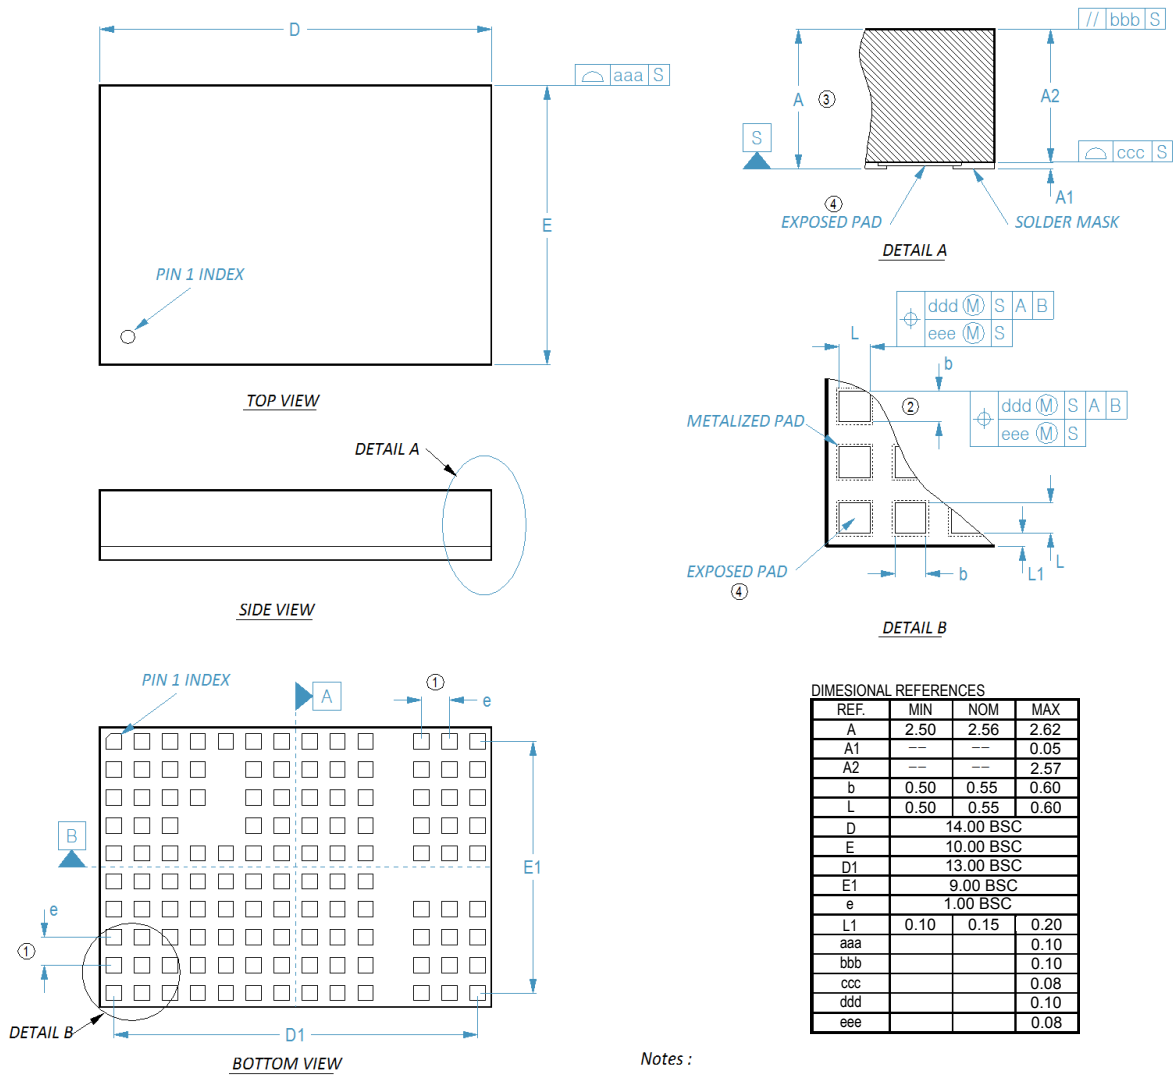 D
aaa S
E
PIN 1 INDEX
TOP VIEW
// bbb S
A 3
A2
S
ccc S
A1
4
EXPOSED PAD
SOLDER MASK
DETAIL A
DETAIL A
SIDE VIEW
ddd M S A B
eee M S
L
b
2
ddd M S A B
eee M S
METALIZED PAD
EXPOSED PAD
4
b
L1
L
DETAIL B
PIN 1 INDEX
A
1
e
B
E1
e
1
DETAIL B
D1
BOTTOM VIEW
DIMESIONAL REFERENCES
REF. MIN NOM MAX
A 2.50 2.56 2.62
A1 -- -- 0.05
A2 -- -- 2.57
b 0.50 0.55 0.60
L 0.50 0.55 0.60
D 14.00 BSC
E 10.00 BSC
D1 13.00 BSC
E1 9.00 BSC
e 1.00 BSC
L1 0.10 0.15 0.20
aaa 0.10
bbb 0.10
ccc 0.08
ddd 0.10
eee 0.08
Notes :